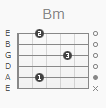 Bm
E 2 ○
B ○
G 3 ○
D ○
A 1 ●
E ×